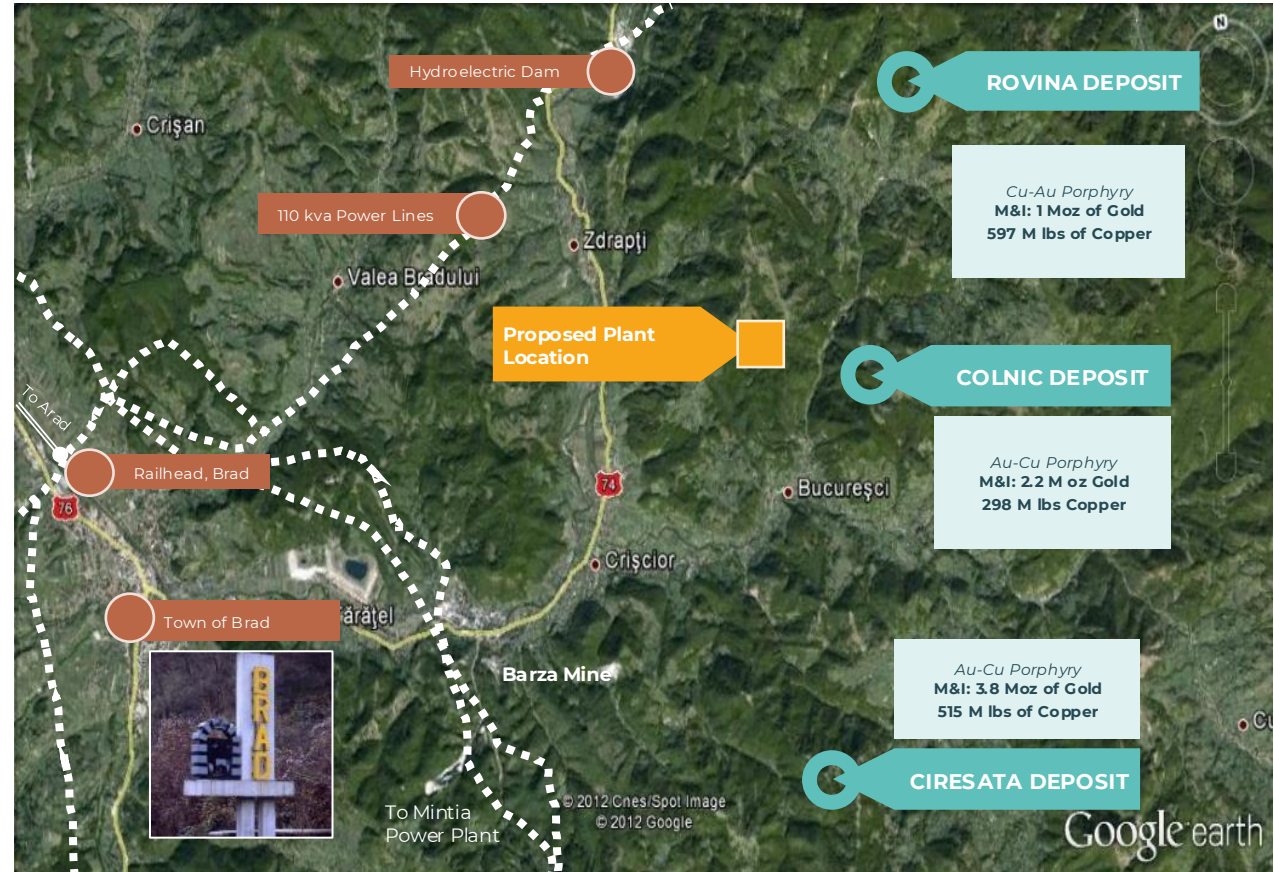 N
Hydroelectric Dam
ROVINA DEPOSIT
Crişan
Cu-Au Porphyry
M&I: 1 Moz of Gold
597 M lbs of Copper
110 kva Power Lines
Zdrapţi
Valea Bradului
Proposed Plant
Location
COLNIC DEPOSIT
To Arad
Au-Cu Porphyry
M&I: 2.2 M oz Gold
298 M lbs Copper
Railhead, Brad
74
Bucureşci
76
Crişcior
Town of Brad
ărăţel
Barza Mine
BRAD
Au-Cu Porphyry
M&I: 3.8 Moz of Gold
515 M lbs of Copper
Cu
CIRESATA DEPOSIT
To Mintia
Power Plant
© 2012 Cnes/Spot Image
© 2012 Google
Google earth